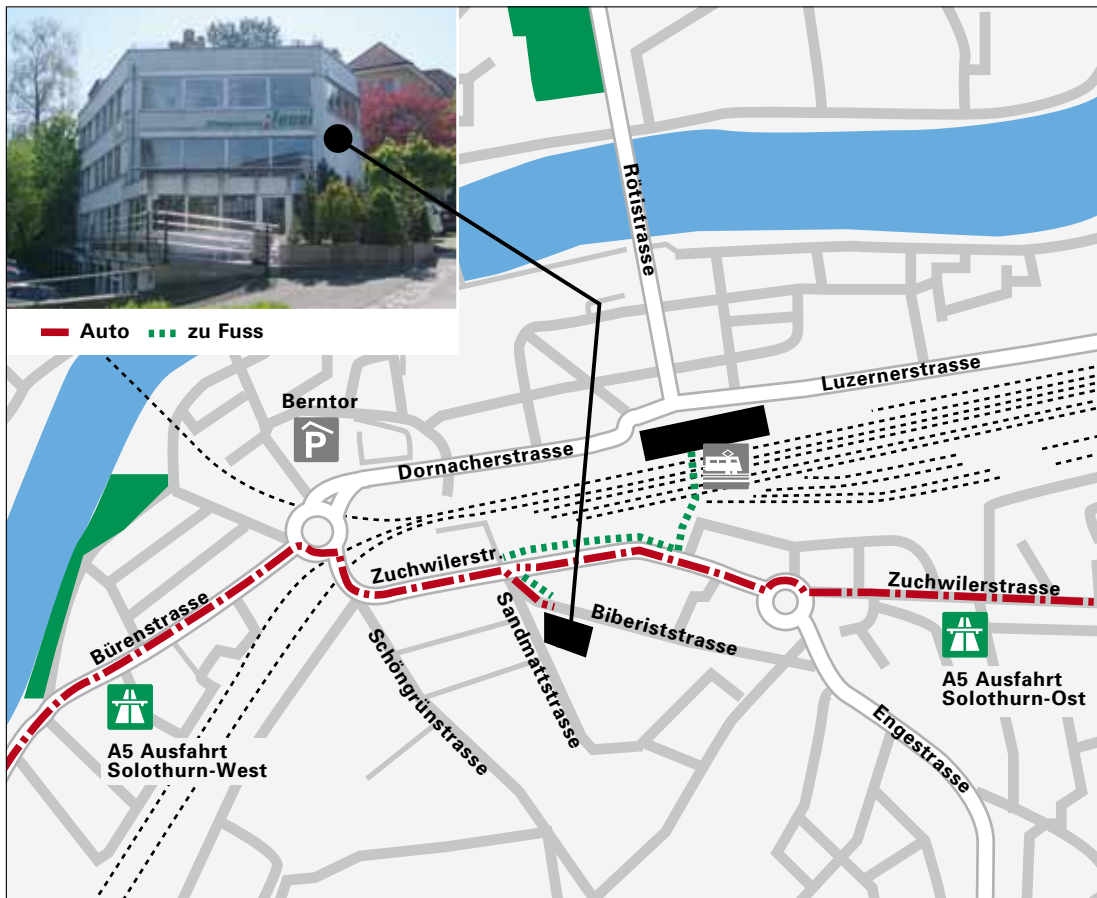 Auto
zu Fuss
Rötistrasse
Luzernerstrasse
Berntor
P
Dornacherstrasse
Zuchwilerstr.
Zuchwilerstrasse
Bürenstrasse
Sandmattstrasse
Biberiststrasse
Schöngrünstrasse
A5 Ausfahrt
Solothurn-Ost
A5 Ausfahrt
Solothurn-West
Engestrasse